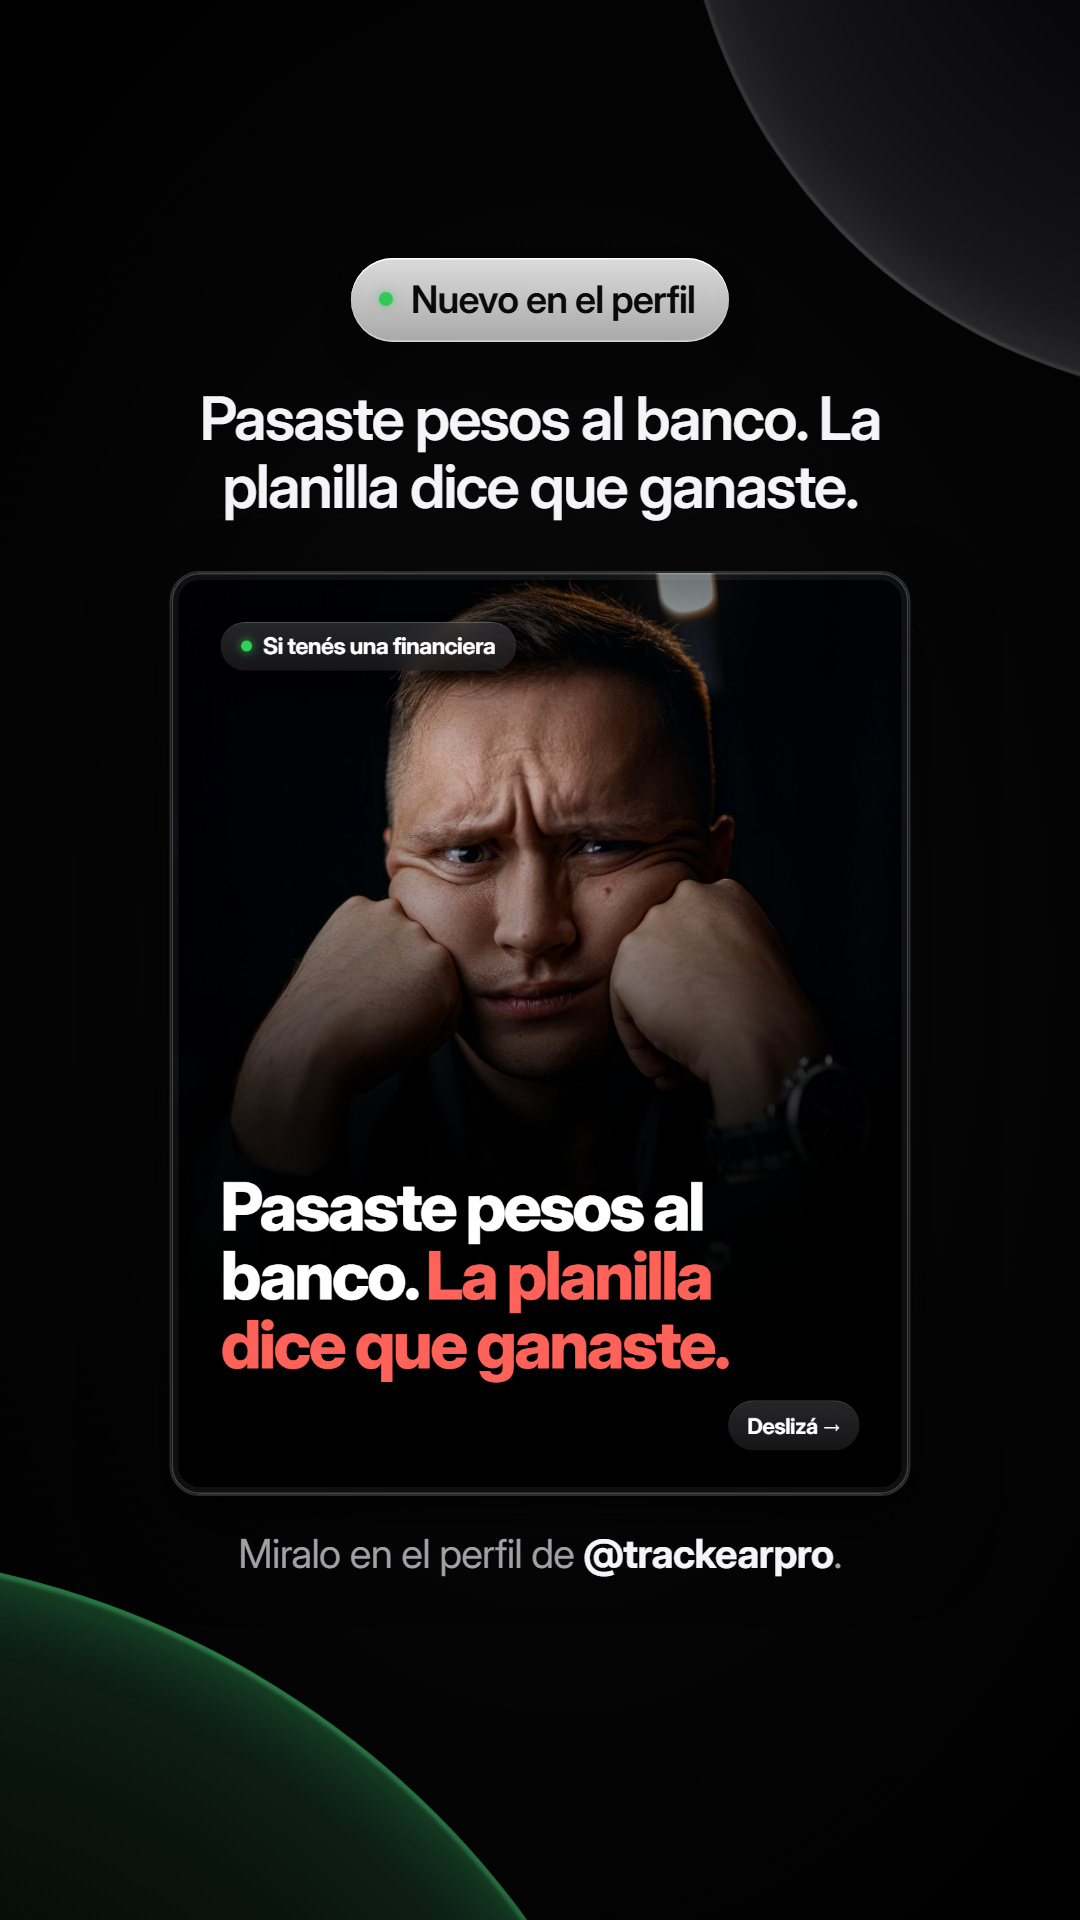 Nuevo en el perfil
Pasaste pesos al banco. La
planilla dice que ganaste.
Si tenés una financiera
Pasaste pesos al
banco. La planilla
dice que ganaste.
Deslizá →
Miralo en el perfil de @trackearpro.